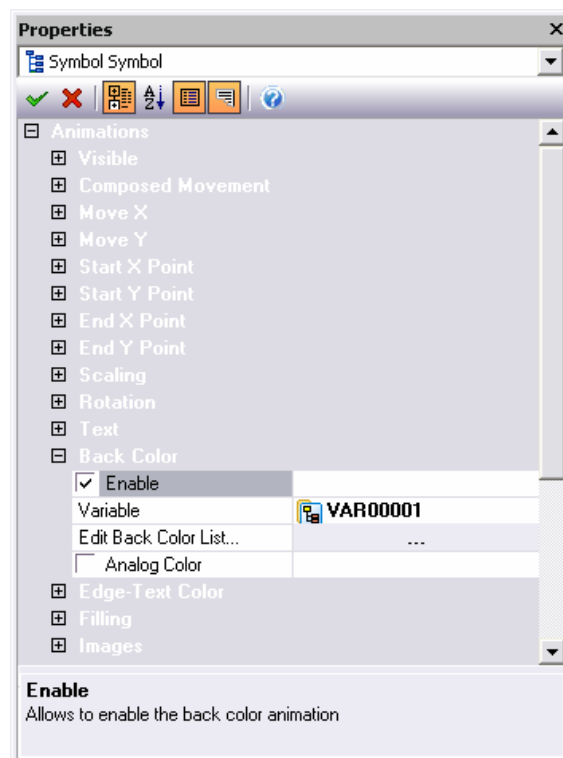 Properties
Symbol Symbol
Animations
Visible
Composed Movement
Move X
Move Y
Start X Point
Start Y Point
End X Point
End Y Point
Scaling
Rotation
Text
Back Color
Enable
Variable VAR00001
Edit Back Color List... ...
Analog Color
Edge-Text Color
Filling
Images
Enable
Allows to enable the back color animation